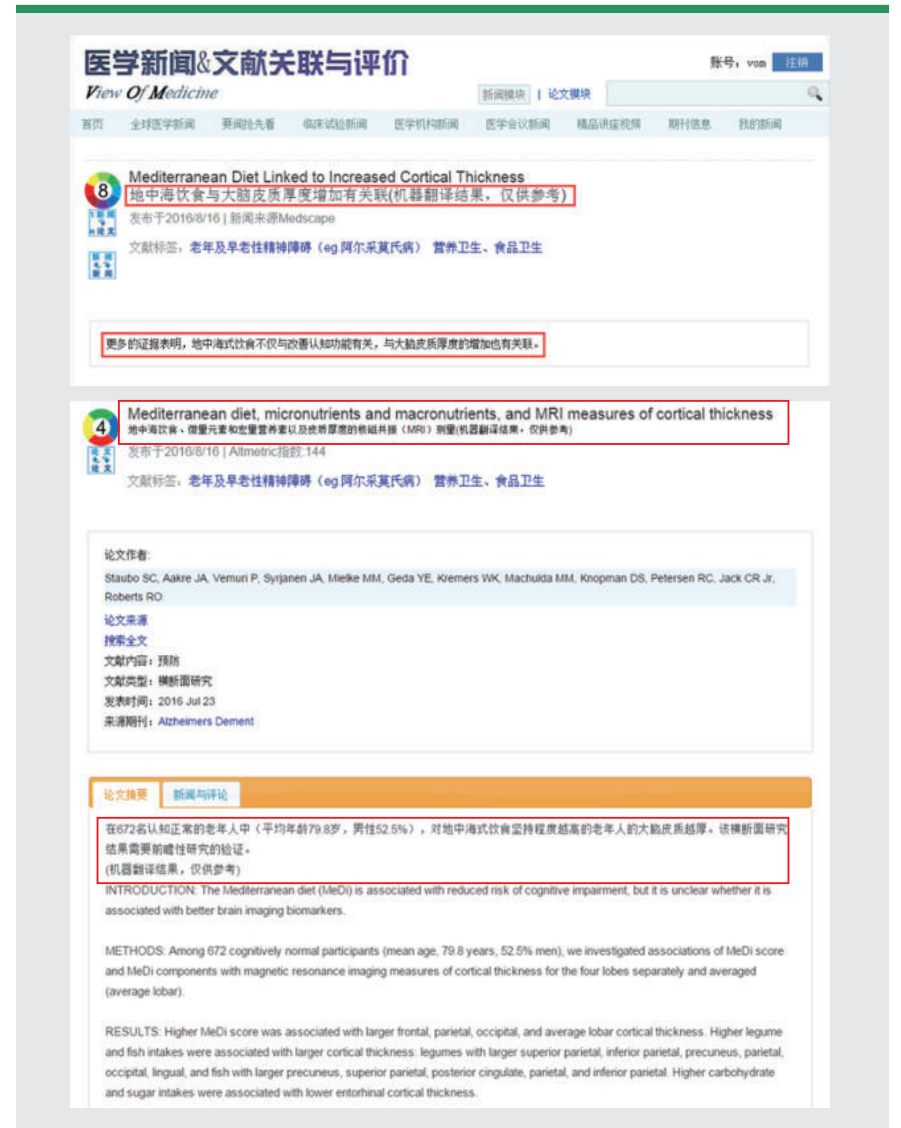 医学新闻&文献关联与评价
账号：vom 注销
View Of Medicine
新闻模块 | 论文模块
首页 全球医学新闻 要闻抢先看 临床试验新闻 医学机构新闻 医学会议新闻 精品讲座视频 期刊信息 我的新闻
Mediterranean Diet Linked to Increased Cortical Thickness
8
地中海饮食与大脑皮质厚度增加有关联(机器翻译结果，仅供参考)
发布于2016/8/16 | 新闻来源Medscape
文献标签：老年及早老性精神障碍（eg.阿尔采莫氏病） 营养卫生、食品卫生
更多的证据表明，地中海式饮食不仅与改善认知功能有关，与大脑皮质厚度的增加也有关联。
Mediterranean diet, micronutrients and macronutrients, and MRI measures of cortical thickness
4
地中海饮食、微量元素和宏量营养素以及皮质厚度的核磁共振（MRI）测量(机器翻译结果，仅供参考)
发布于2016/8/16 | Altmetric指数:144
文献标签：老年及早老性精神障碍（eg.阿尔采莫氏病） 营养卫生、食品卫生
论文作者:
Staubo SC, Aakre JA, Vemuri P, Syrjanen JA, Mielke MM, Geda YE, Kremers WK, Machulda MM, Knopman DS, Petersen RC, Jack CR Jr,
Roberts RO
论文来源
搜索全文
文献内容：预防
文献类型：横断面研究
发表时间：2016 Jul 23
来源期刊：Alzheimers Dement
论文摘要 新闻与评论
在672名认知正常的老年人中（平均年龄79.8岁，男性52.5%），对地中海式饮食坚持程度越高的老年人的大脑皮质越厚。该横断面研究
结果需要前瞻性研究的验证。
(机器翻译结果，仅供参考)
INTRODUCTION: The Mediterranean diet (MeDi) is associated with reduced risk of cognitive impairment, but it is unclear whether it is
associated with better brain imaging biomarkers.
METHODS: Among 672 cognitively normal participants (mean age, 79.8 years, 52.5% men), we investigated associations of MeDi score
and MeDi components with magnetic resonance imaging measures of cortical thickness for the four lobes separately and averaged
(average lobar).
RESULTS: Higher MeDi score was associated with larger frontal, parietal, occipital, and average lobar cortical thickness. Higher legume
and fish intakes were associated with larger cortical thickness: legumes with larger superior parietal, inferior parietal, precuneus, parietal,
occipital, lingual, and fish with larger precuneus, superior parietal, posterior cingulate, parietal, and inferior parietal. Higher carbohydrate
and sugar intakes were associated with lower entorhinal cortical thickness.